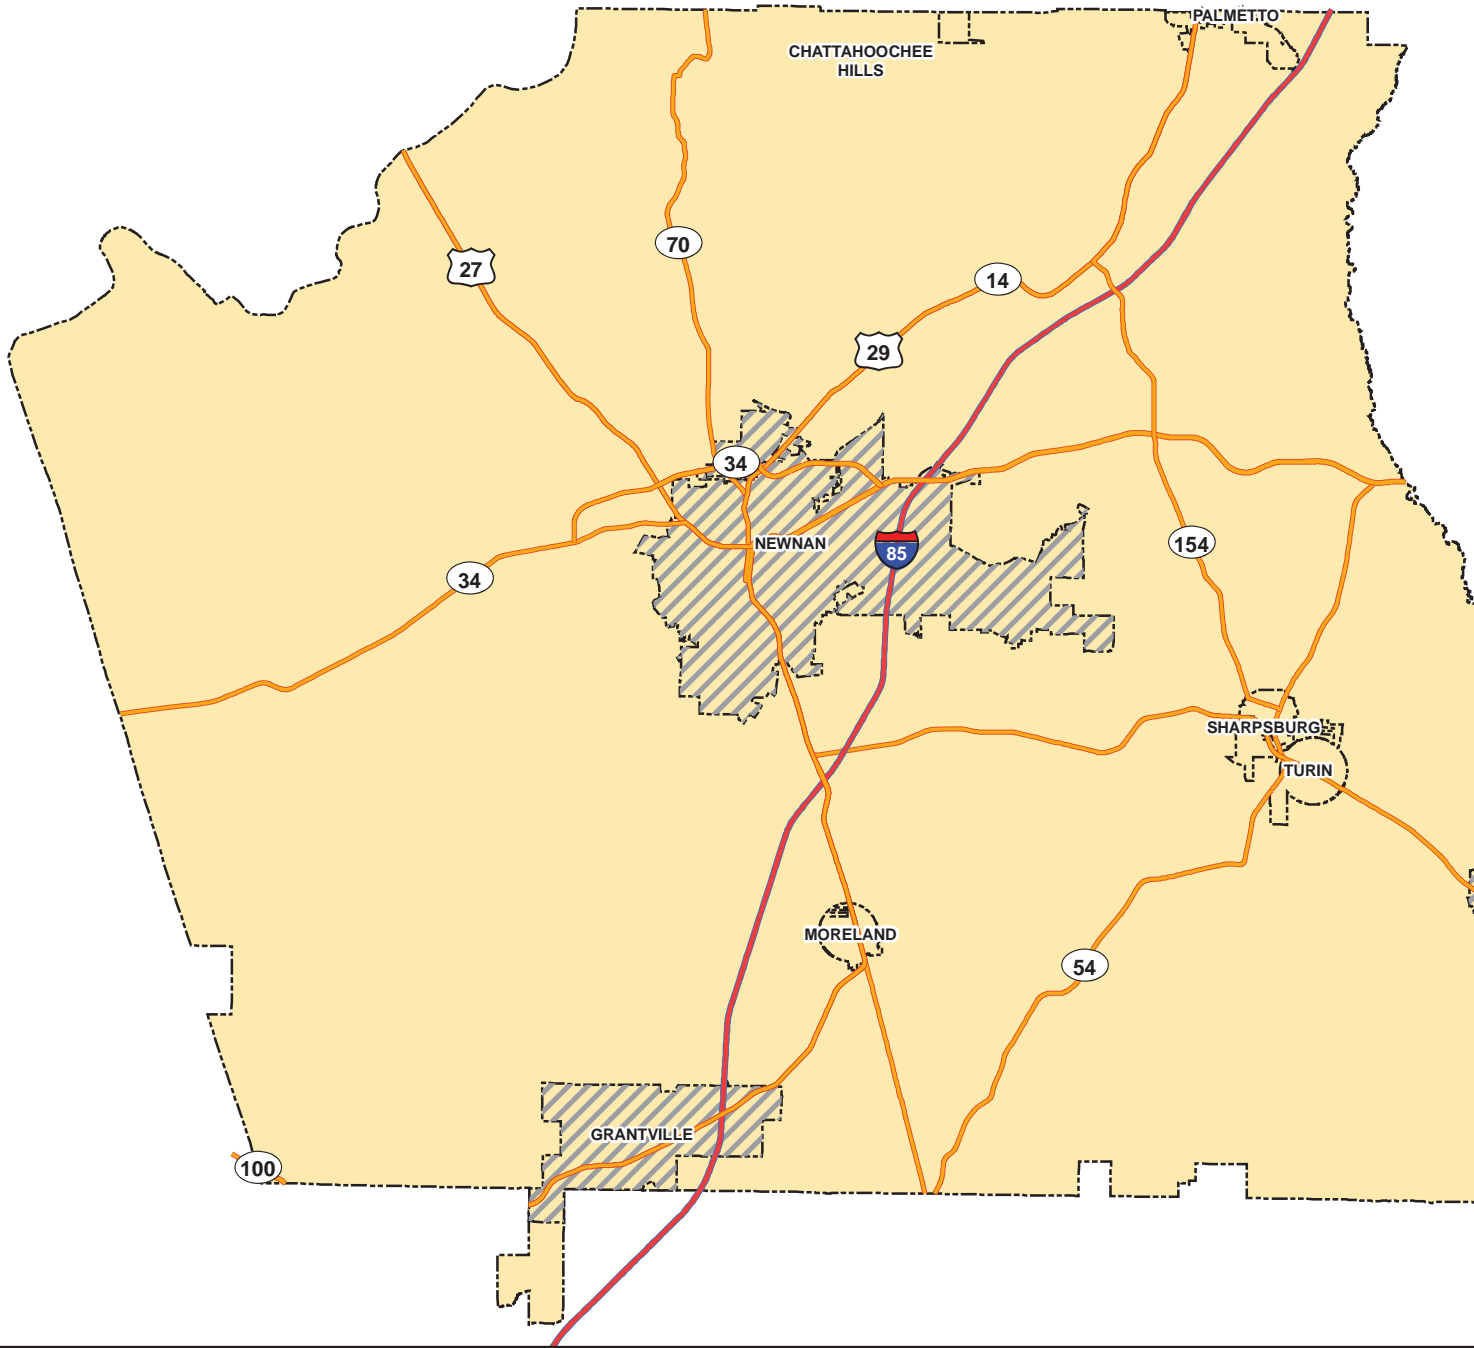 PALMETTO
CHATTAHOOCHEE
HILLS
70
27
14
29
34
NEWNAN
85
154
34
SHARPSBURG
TURIN
MORELAND
54
GRANTVILLE
100